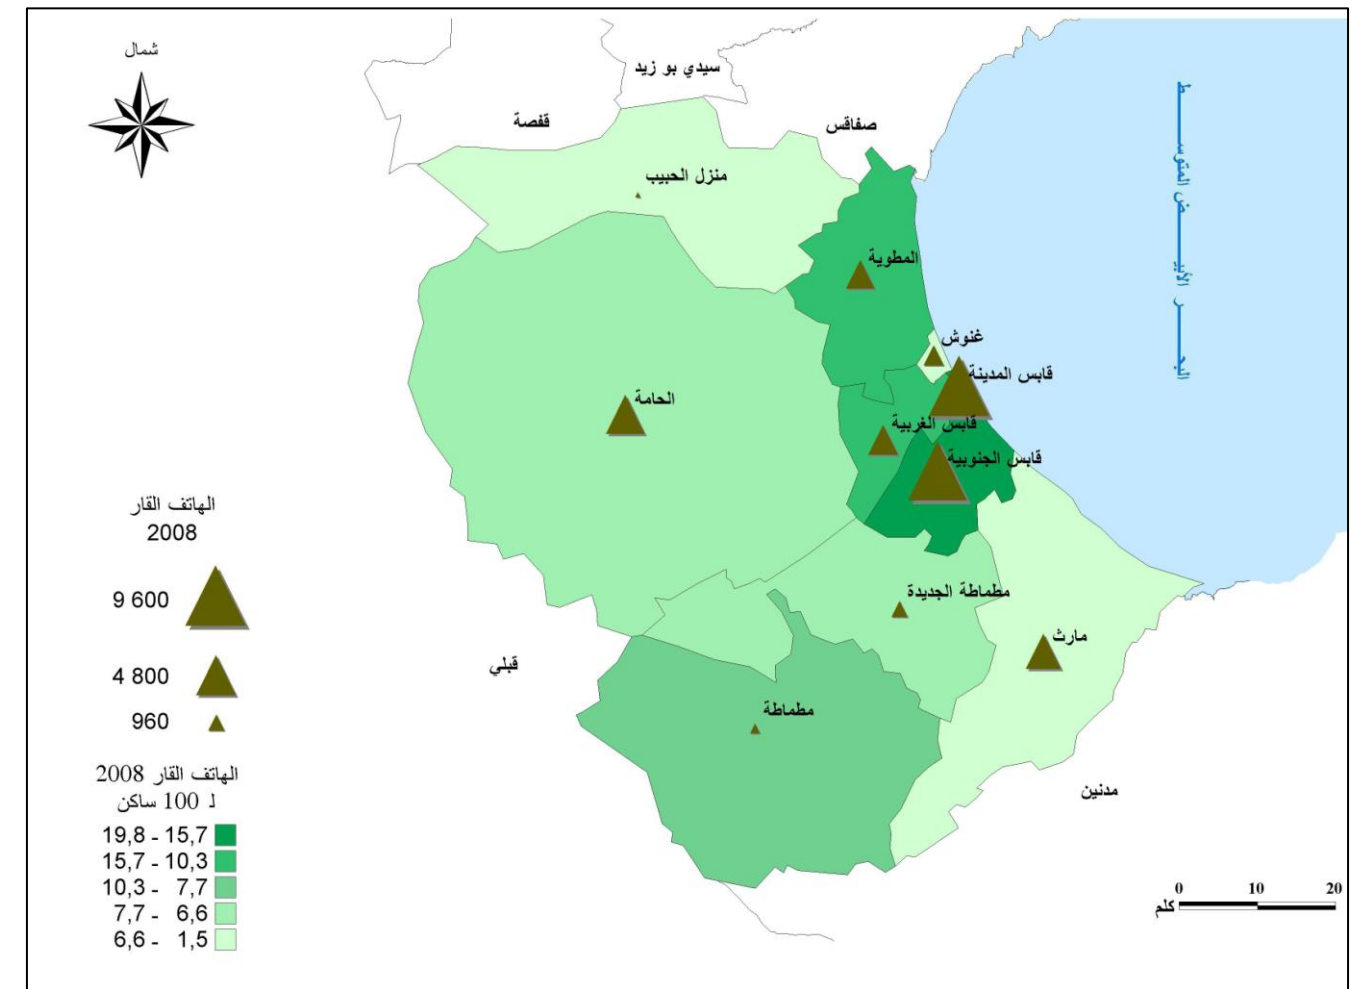 شمال
سيدي بو زيد
قفصة
صفاقس
منزل الحبيب
المطوية
البحـــر الأبيـــض المتوســـط
غنوش
قابس المدينة
الحامة
قابس الغربية
قابس الجنوبية
مطماطة الجديدة
مارث
قبلي
مطماطة
مدنين
الهاتف القار
2008
9 600
4 800
960
الهاتف القار 2008
لـ 100 ساكن
15,7 - 19,8
10,3 - 15,7
7,7 - 10,3
6,6 - 7,7
1,5 - 6,6
0 10 20
كلم